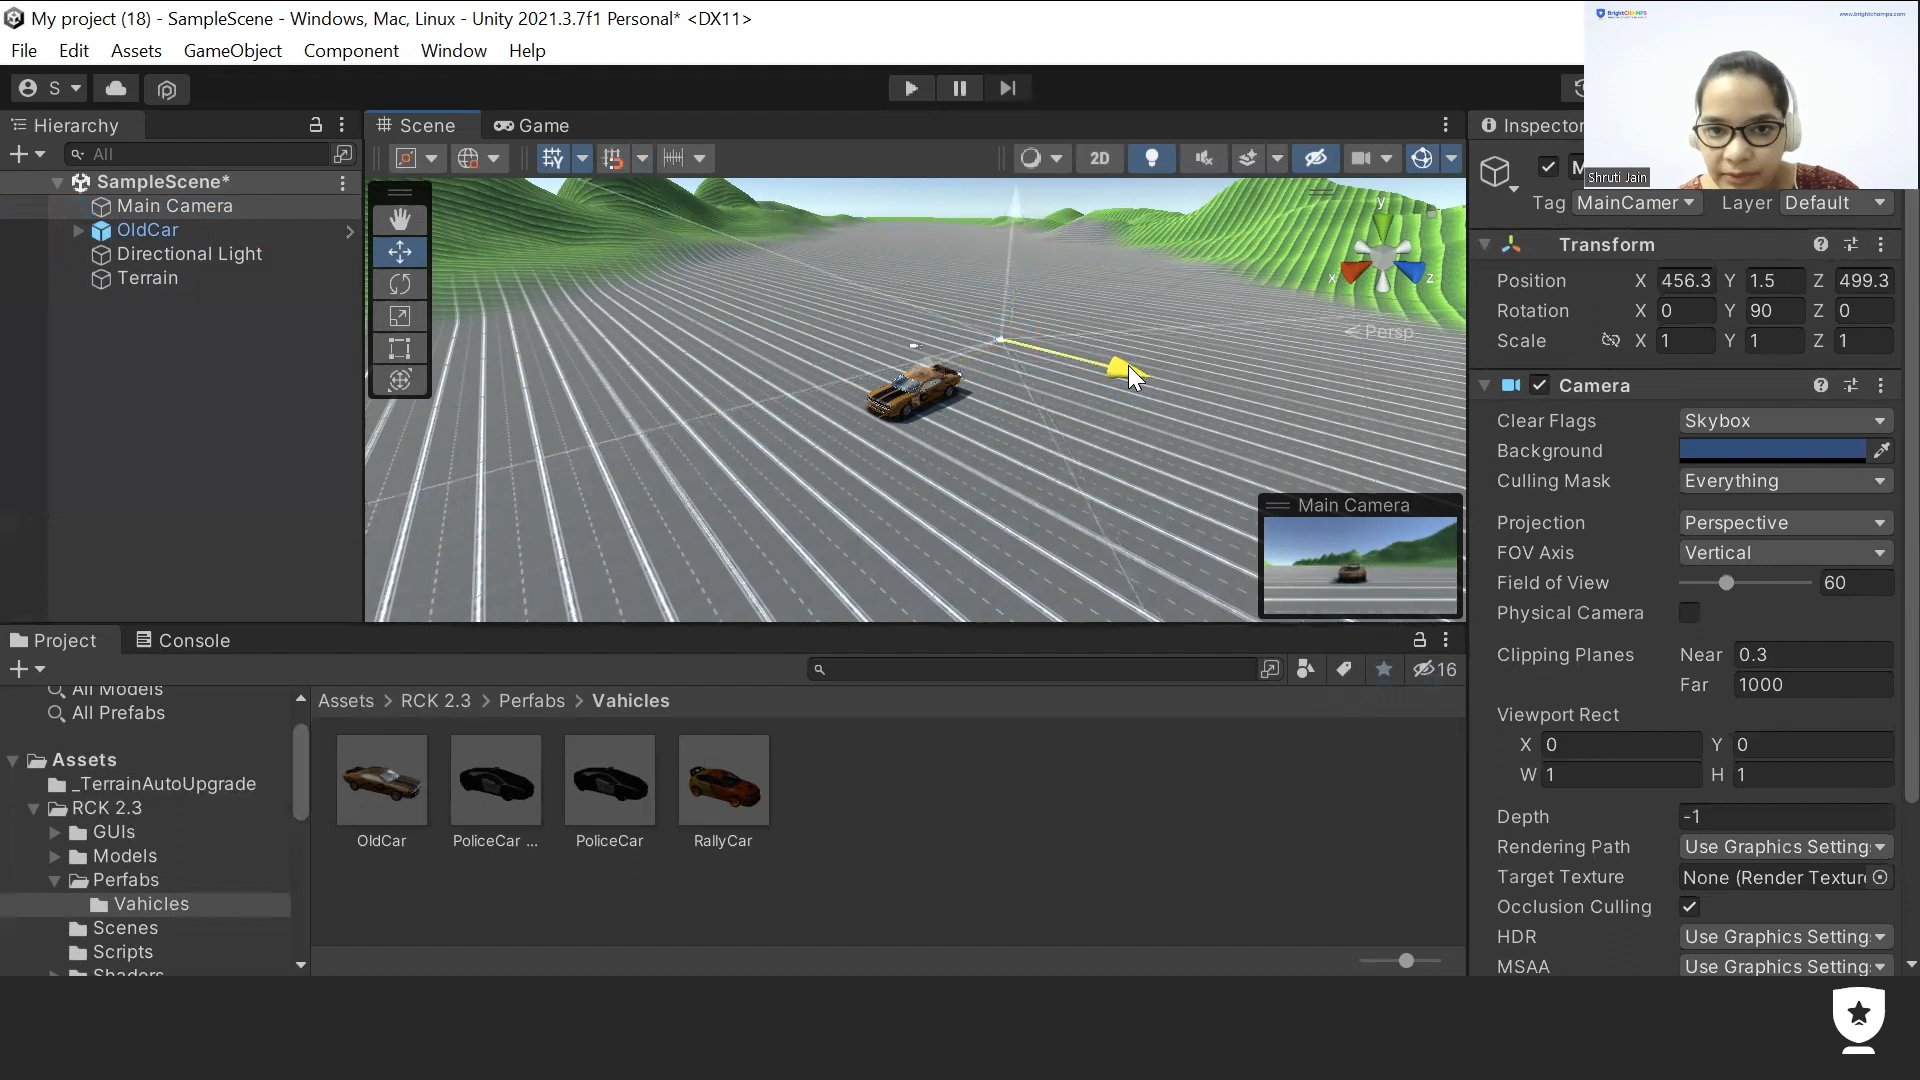 My project (18) - SampleScene - Windows, Mac, Linux - Unity 2021.3.7f1 Personal* <DX11>
BrightCHAMPS
www.brightchamps.com
File Edit Assets GameObject Component Window Help
S
Hierarchy
Scene
Game
Inspector
All
2D
SampleScene*
Main Camera
OldCar
Directional Light
Terrain
y
x
z
Persp
Main Camera
Shruti Jain
M
Tag MainCamer Layer Default
Transform
Position X 456.3 Y 1.5 Z 499.3
Rotation X 0 Y 90 Z 0
Scale X 1 Y 1 Z 1
Camera
Clear Flags Skybox
Background
Culling Mask Everything
Projection Perspective
FOV Axis Vertical
Field of View 60
Physical Camera
Clipping Planes Near 0.3
Far 1000
Viewport Rect
X 0 Y 0
W 1 H 1
Depth -1
Rendering Path Use Graphics Setting
Target Texture None (Render Texture
Occlusion Culling
HDR Use Graphics Setting
MSAA Use Graphics Setting
Project
Console
16
All Models
All Prefabs
Assets
_TerrainAutoUpgrade
RCK 2.3
GUIs
Models
Perfabs
Vahicles
Scenes
Scripts
Shaders
Assets > RCK 2.3 > Perfabs > Vahicles
OldCar
PoliceCar ...
PoliceCar
RallyCar